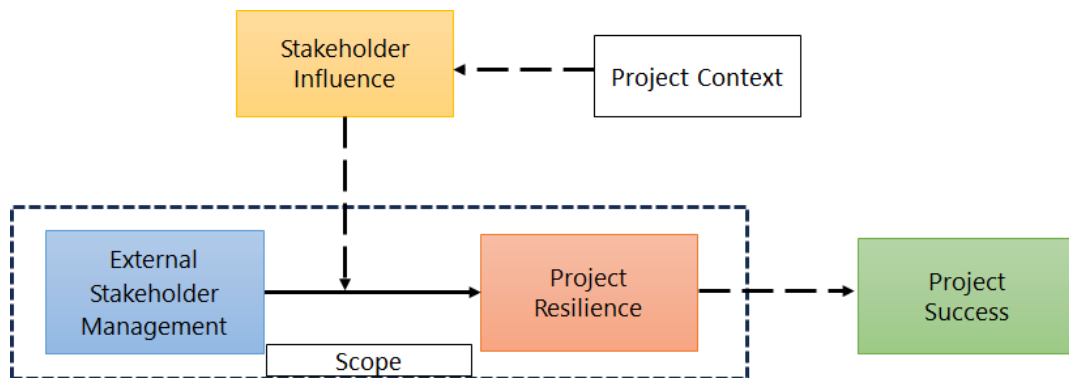 Stakeholder
Influence
Project Context
External
Stakeholder
Management
Project
Resilience
Project
Success
Scope